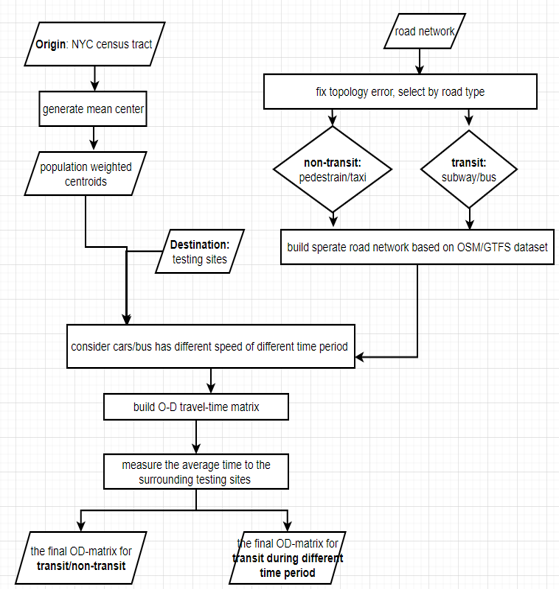 Origin: NYC census tract
generate mean center
population weighted
centroids
Destination:
testing sites
road network
fix topology error, select by road type
non-transit:
pedestrain/taxi
transit:
subway/bus
build sperate road network based on OSM/GTFS dataset
consider cars/bus has different speed of different time period
build O-D travel-time matrix
measure the average time to the
surrounding testing sites
the final OD-matrix for
transit/non-transit
the final OD-matrix for
transit during different
time period